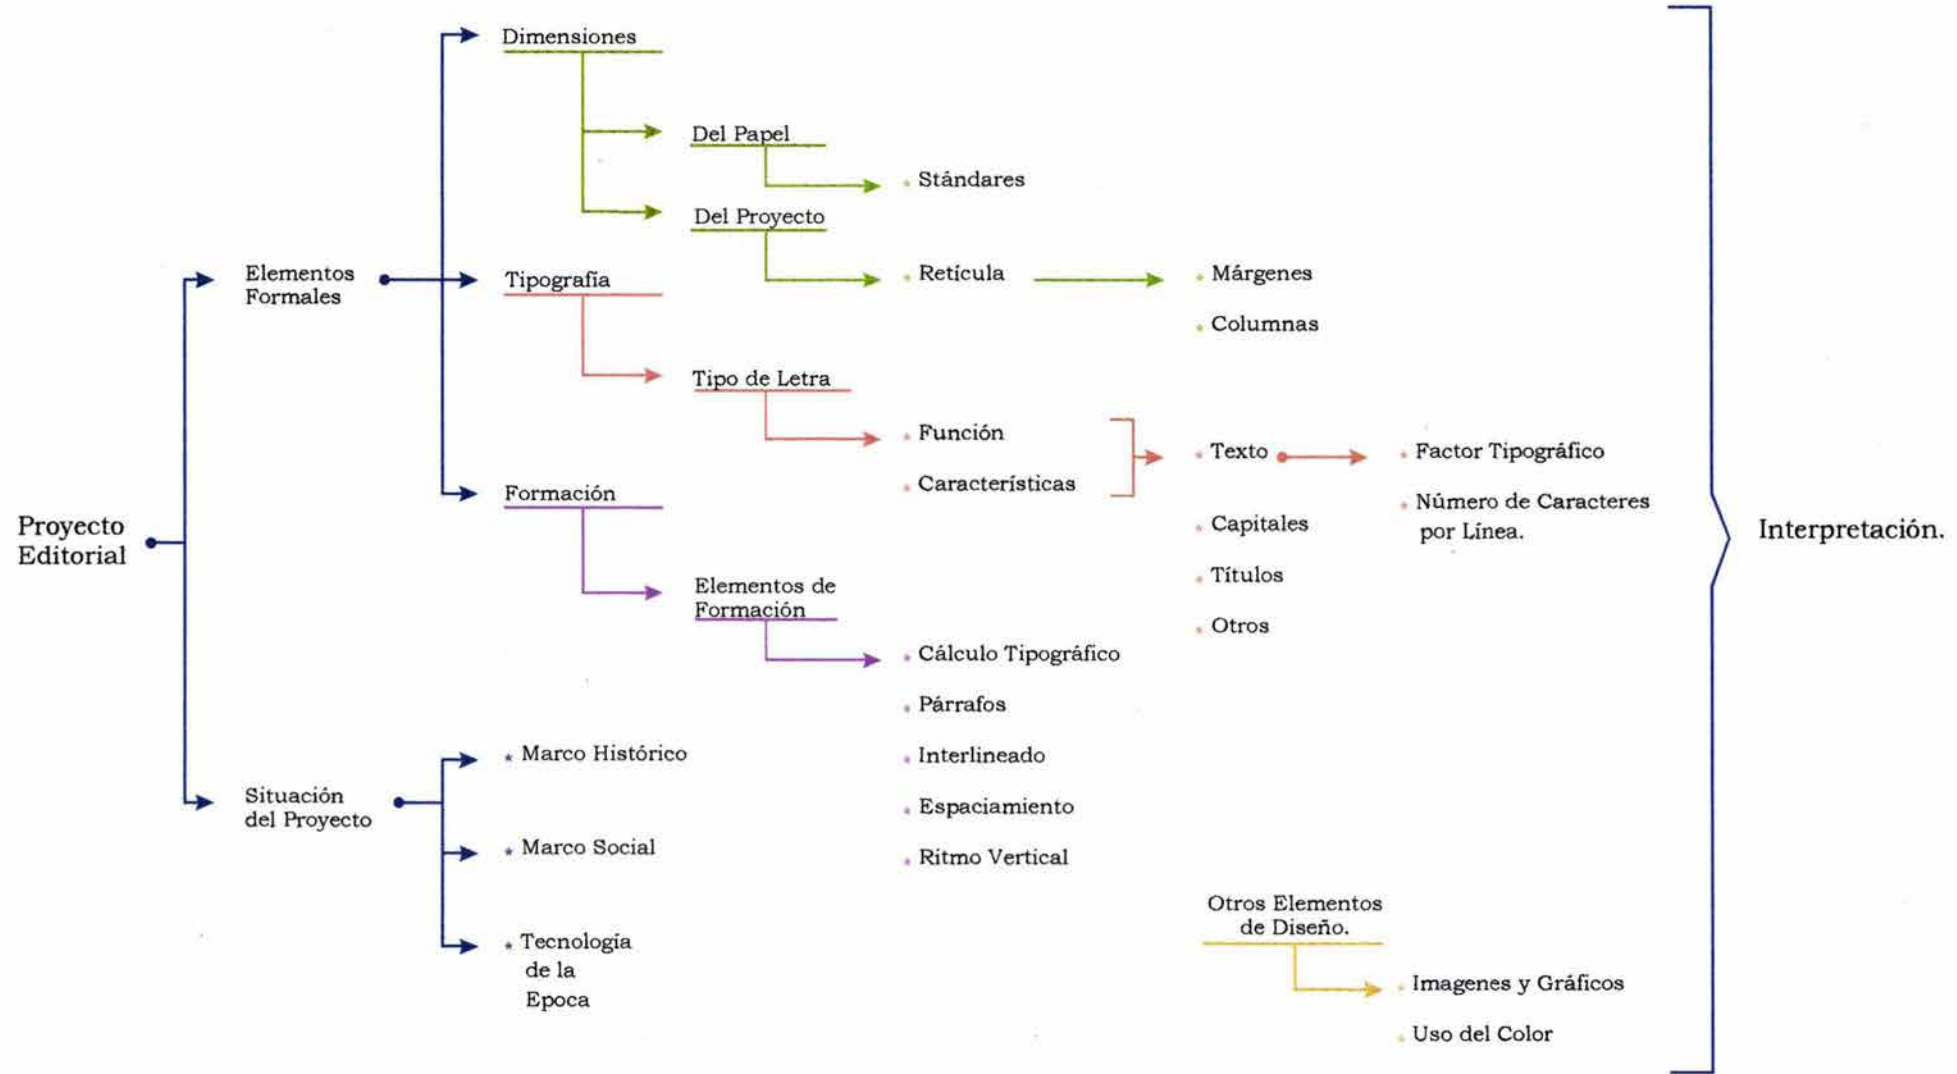 Dimensiones
Del Papel
* Stándares
Del Proyecto
Elementos
Formales
Tipografía
* Retícula
* Márgenes
* Columnas
Tipo de Letra
* Función
* Características
* Texto
* Factor Tipográfico
* Número de Caracteres
por Línea.
* Capitales
* Títulos
* Otros
Formación
Proyecto
Editorial
Interpretación.
Elementos de
Formación
* Cálculo Tipográfico
* Párrafos
* Interlineado
* Espaciamiento
* Ritmo Vertical
Situación
del Proyecto
* Marco Histórico
* Marco Social
* Tecnología
de la
Epoca
Otros Elementos
de Diseño.
* Imagenes y Gráficos
* Uso del Color